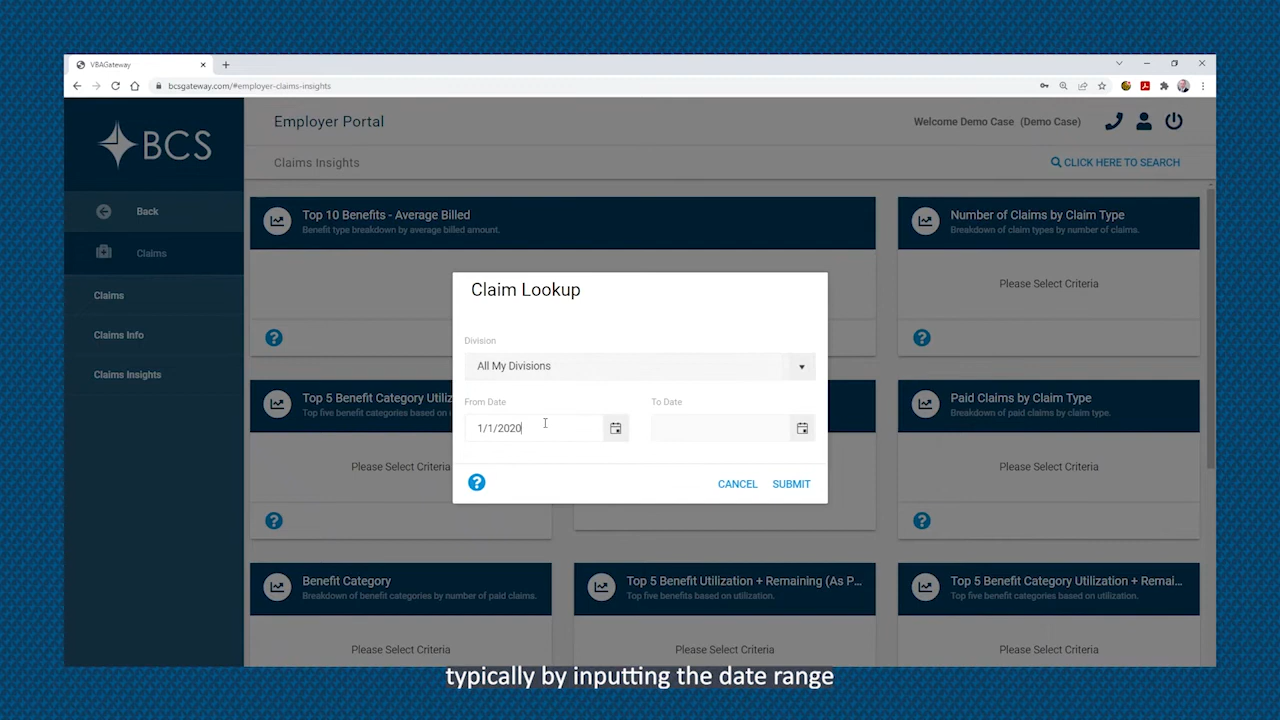 VBAGateway
bcsgateway.com/#employer-claims-insights
BCS
Employer Portal
Welcome Demo Case (Demo Case)
Claims Insights
CLICK HERE TO SEARCH
Back
Claims
Claims
Claims Info
Claims Insights
Top 10 Benefits - Average Billed
Benefit type breakdown by average billed amount.
Number of Claims by Claim Type
Breakdown of claim types by number of claims.
Please Select Criteria
Claim Lookup
Division
All My Divisions
From Date
To Date
1/1/2020
CANCEL
SUBMIT
Top 5 Benefit Category Utiliz
Top five benefit categories based on
Please Select Criteria
Paid Claims by Claim Type
Breakdown of paid claims by claim type.
Please Select Criteria
Benefit Category
Breakdown of benefit categories by number of paid claims.
Please Select Criteria
Top 5 Benefit Utilization + Remaining (As P...
Top five benefits based on utilization.
Please Select Criteria
Top 5 Benefit Category Utilization + Remai...
Top five benefit categories based on utilization.
Please Select Criteria
typically by inputting the date range